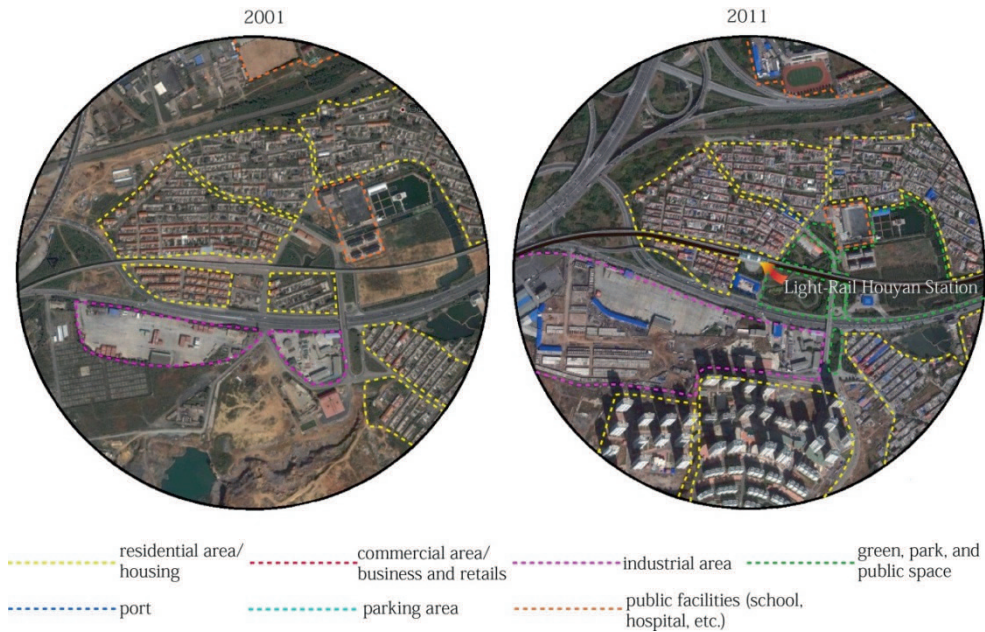 2001
2011
Light-Rail Houyan Station
residential area/
housing
commercial area/
business and retails
industrial area
green, park, and
public space
port
parking area
public facilities (school,
hospital, etc.)